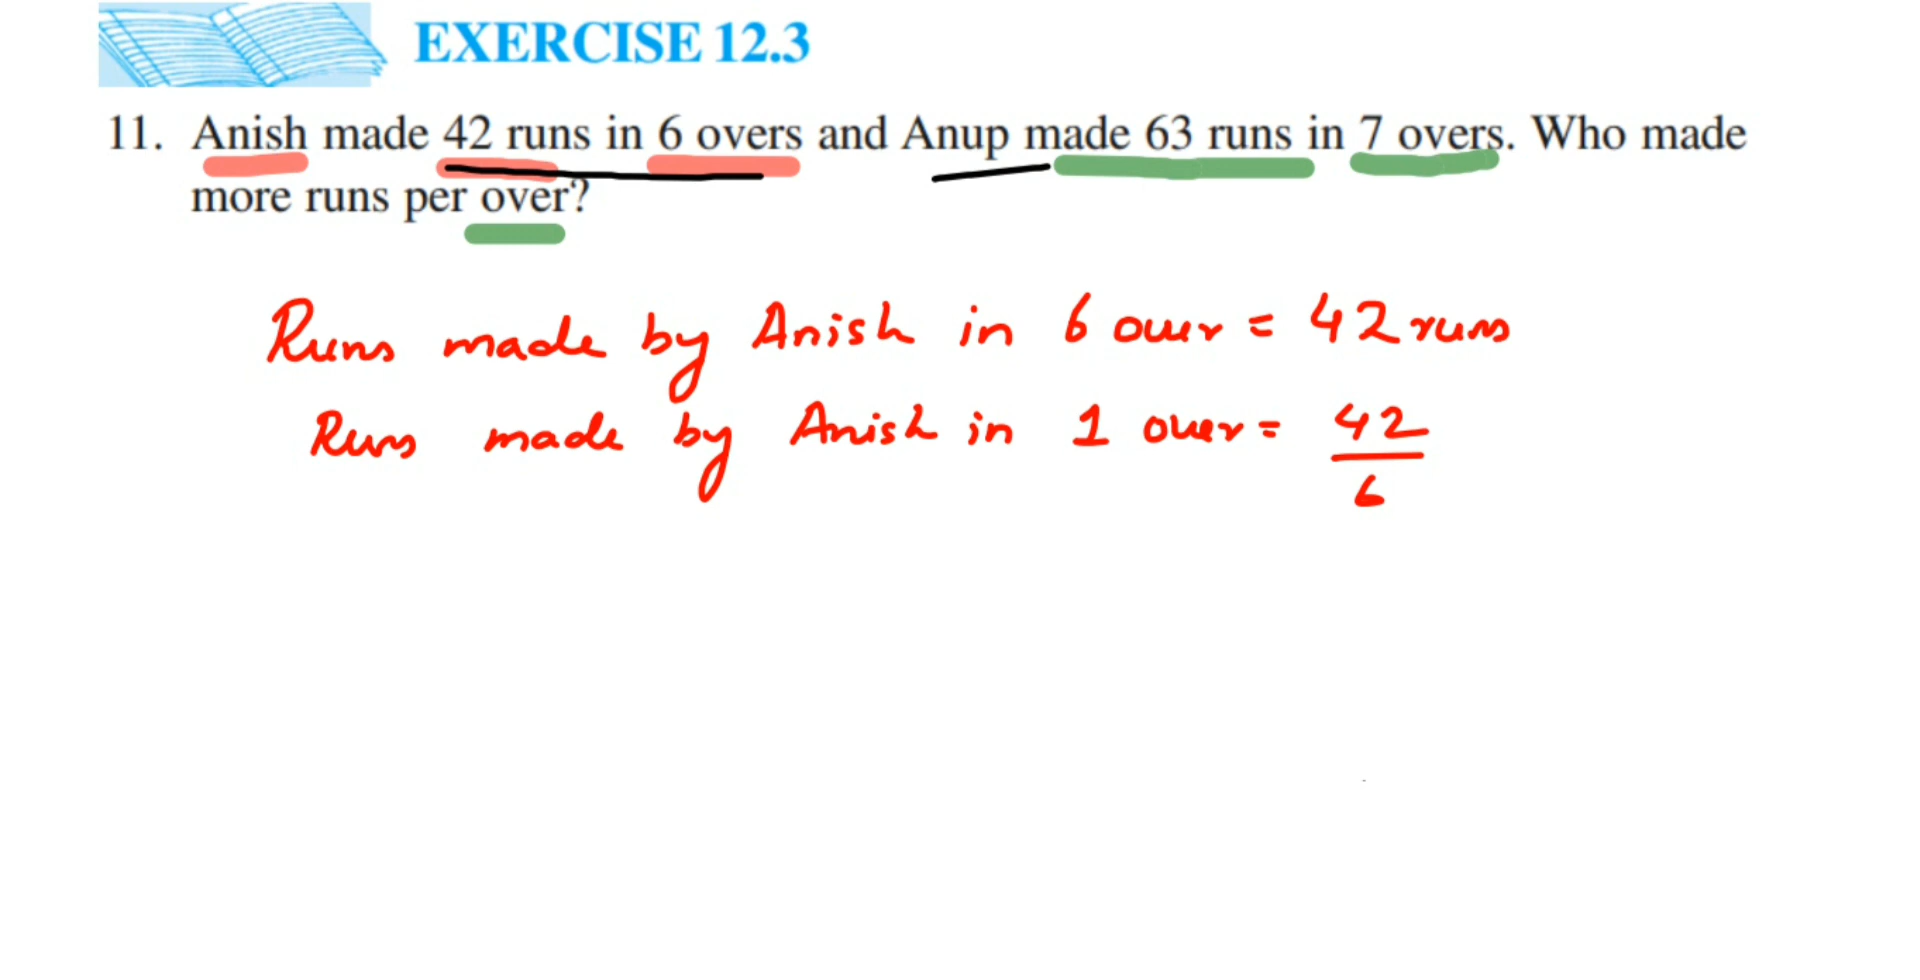 EXERCISE 12.3
11. Anish made 42 runs in 6 overs and Anup made 63 runs in 7 overs. Who made
more runs per over?
Runs made by Anish in 6 over = 42 runs
Runs made by Anish in 1 over = 42
6